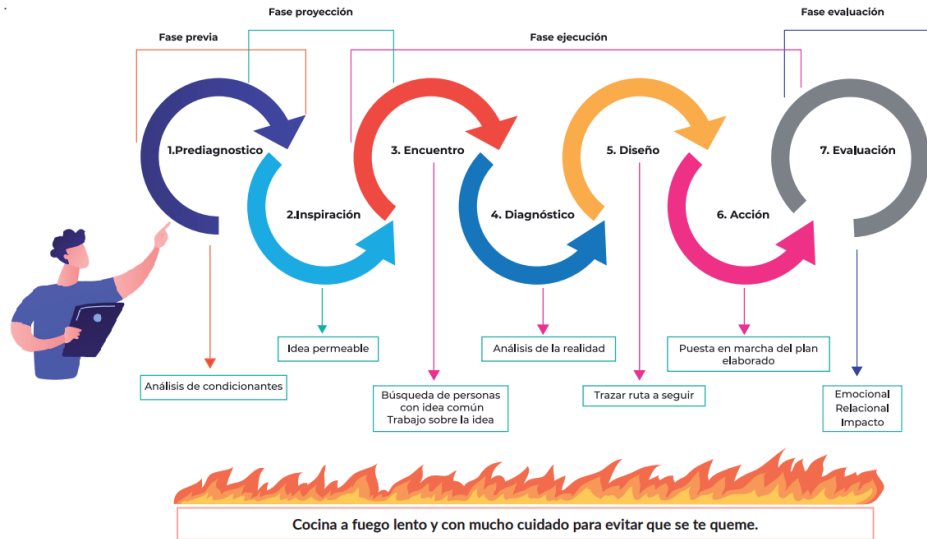 Fase proyección
Fase evaluación
Fase previa
Fase ejecución
1.Prediagnostico
3. Encuentro
5. Diseño
7. Evaluación
2.Inspiración
4. Diagnóstico
6. Acción
Idea permeable
Análisis de la realidad
Puesta en marcha del plan
elaborado
Análisis de condicionantes
Búsqueda de personas
con idea común
Trabajo sobre la idea
Trazar ruta a seguir
Emocional
Relacional
Impacto
Cocina a fuego lento y con mucho cuidado para evitar que se te queme.